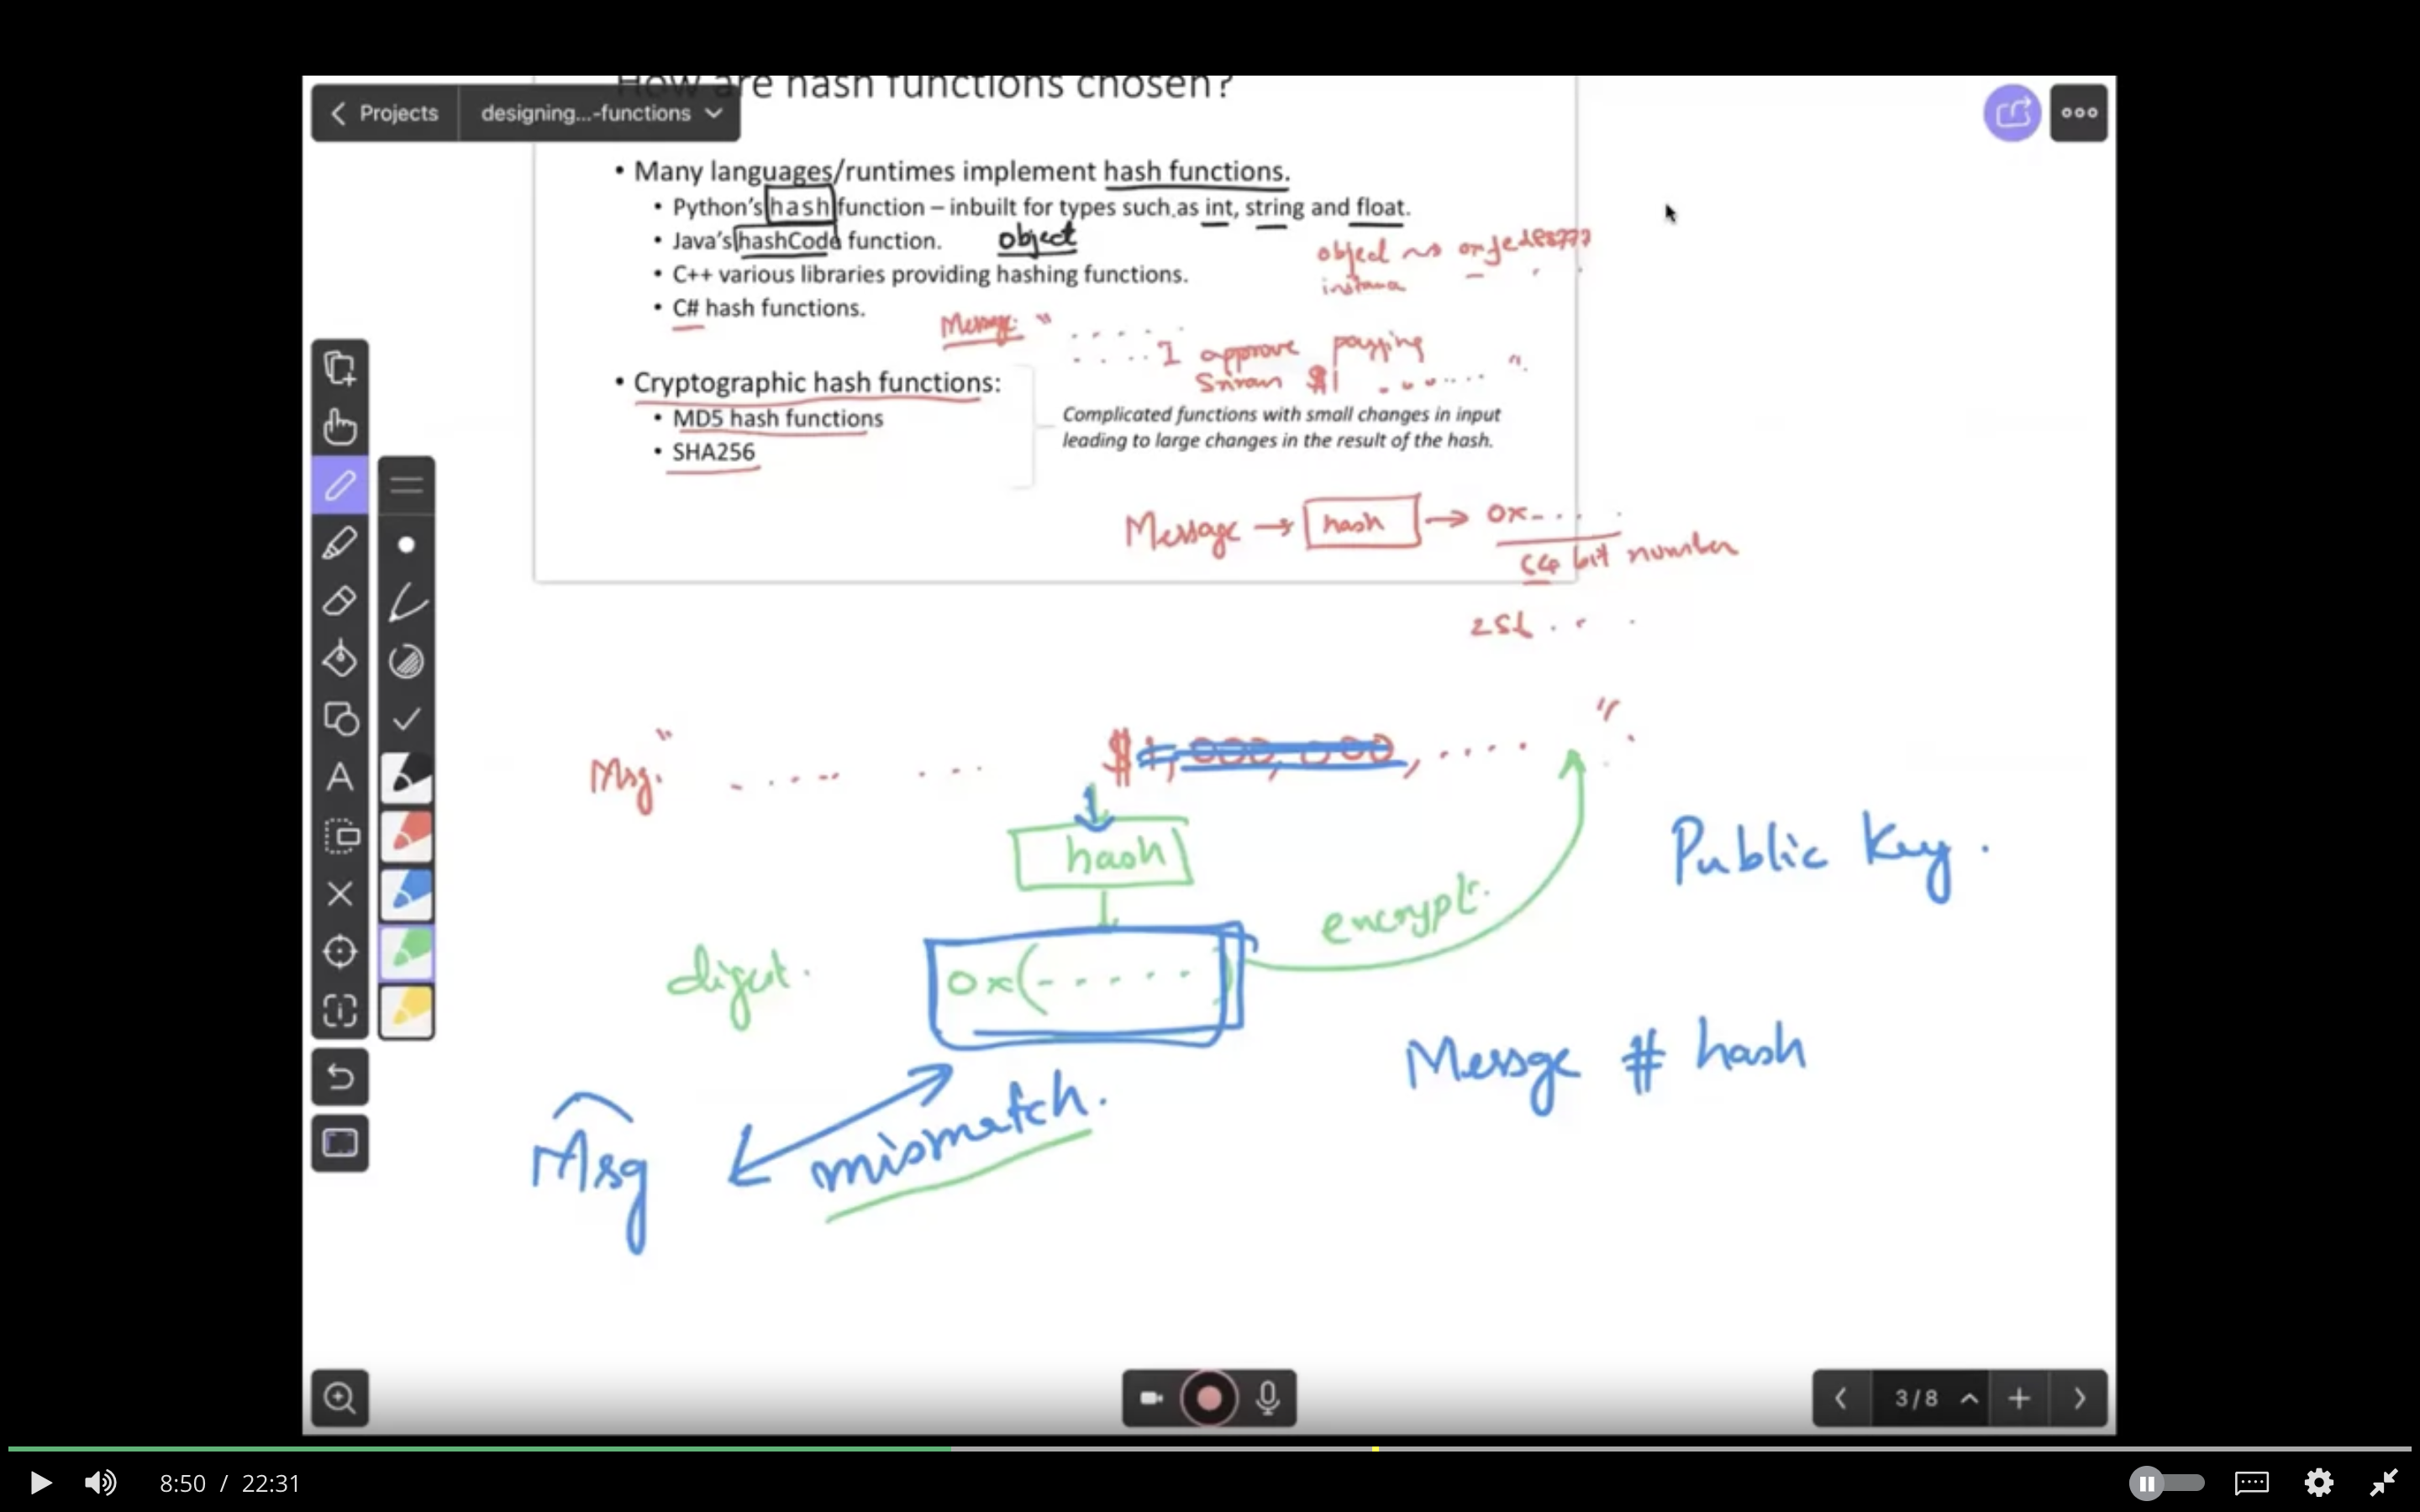 How are hash functions chosen?
Projects
designing...-functions
• Many languages/runtimes implement hash functions.
• Python's hash function – inbuilt for types such as int, string and float.
• Java's hashCode function.
object
object
• C++ various libraries providing hashing functions.
• C# hash functions.
Message: "
I approve paying
Sriram $1 "
• Cryptographic hash functions:
• MD5 hash functions
• SHA256
Complicated functions with small changes in input
leading to large changes in the result of the hash.
Message → hash → 0x
64 bit number
256
Msg: " $1,000,000, ".
hash
Public Key.
encrypt.
digest.
0x(- - - - -)
Messge # hash
Msg
mismatch.
A
3/8
8:50 / 22:31